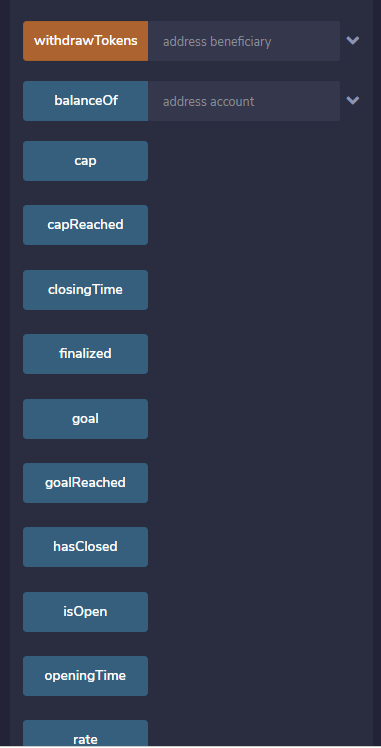 withdrawTokens address beneficiary
balanceOf address account
cap
capReached
closingTime
finalized
goal
goalReached
hasClosed
isOpen
openingTime
rate